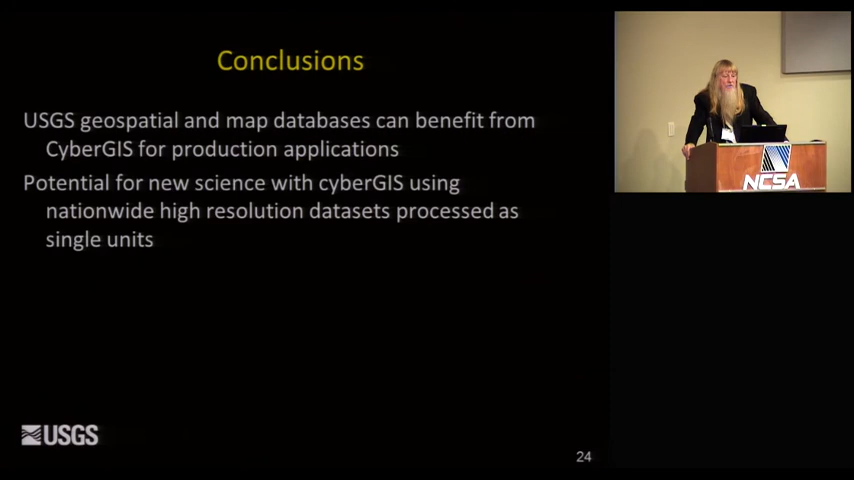 Conclusions
USGS geospatial and map databases can benefit from
CyberGIS for production applications
Potential for new science with cyberGIS using
nationwide high resolution datasets processed as
single units
USGS
24
NCSA